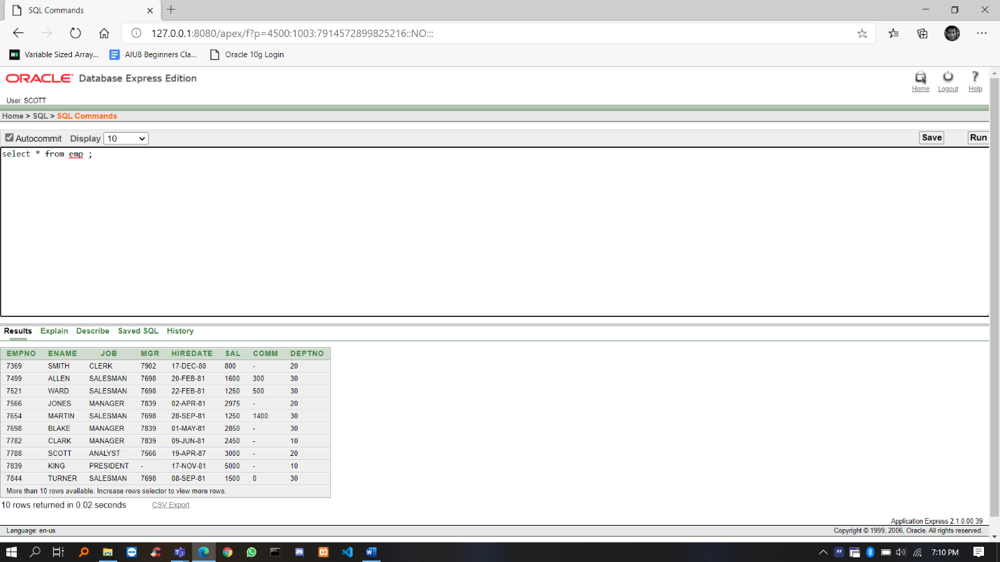 SQL Commands
127.0.0.1:8080/apex/f?p=4500:1003:7914572899825216::NO:::
Variable Sized Array... AIUB Beginners Cla... Oracle 10g Login
ORACLE Database Express Edition
Home Logout Help
User: SCOTT
Home > SQL > SQL Commands
Autocommit Display 10 Save Run
select * from emp ;
Results Explain Describe Saved SQL History
EMPNO ENAME JOB MGR HIREDATE SAL COMM DEPTNO
7369 SMITH CLERK 7902 17-DEC-80 800 - 20
7499 ALLEN SALESMAN 7698 20-FEB-81 1600 300 30
7521 WARD SALESMAN 7698 22-FEB-81 1250 500 30
7566 JONES MANAGER 7839 02-APR-81 2975 - 20
7654 MARTIN SALESMAN 7698 28-SEP-81 1250 1400 30
7698 BLAKE MANAGER 7839 01-MAY-81 2850 - 30
7782 CLARK MANAGER 7839 09-JUN-81 2450 - 10
7788 SCOTT ANALYST 7566 19-APR-87 3000 - 20
7839 KING PRESIDENT - 17-NOV-81 5000 - 10
7844 TURNER SALESMAN 7698 08-SEP-81 1500 0 30
More than 10 rows available. Increase rows selector to view more rows.
10 rows returned in 0.02 seconds CSV Export
Application Express 2.1.0.00.39
Language: en-us Copyright © 1999, 2006, Oracle. All rights reserved.
7:10 PM